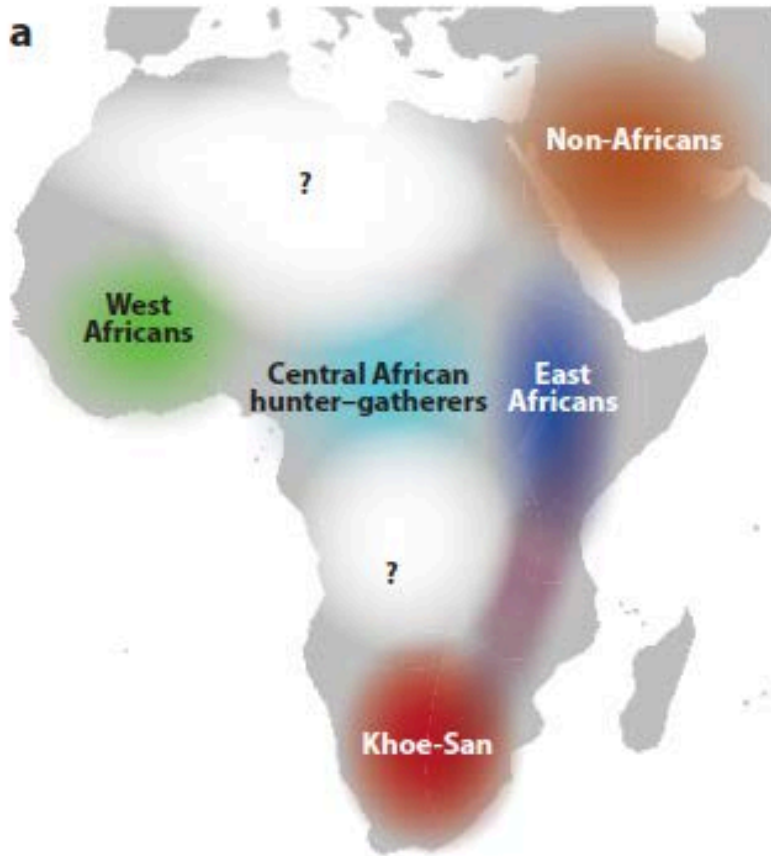 a
Non-Africans
?
West
Africans
Central African
hunter–gatherers
East
Africans
?
Khoe-San